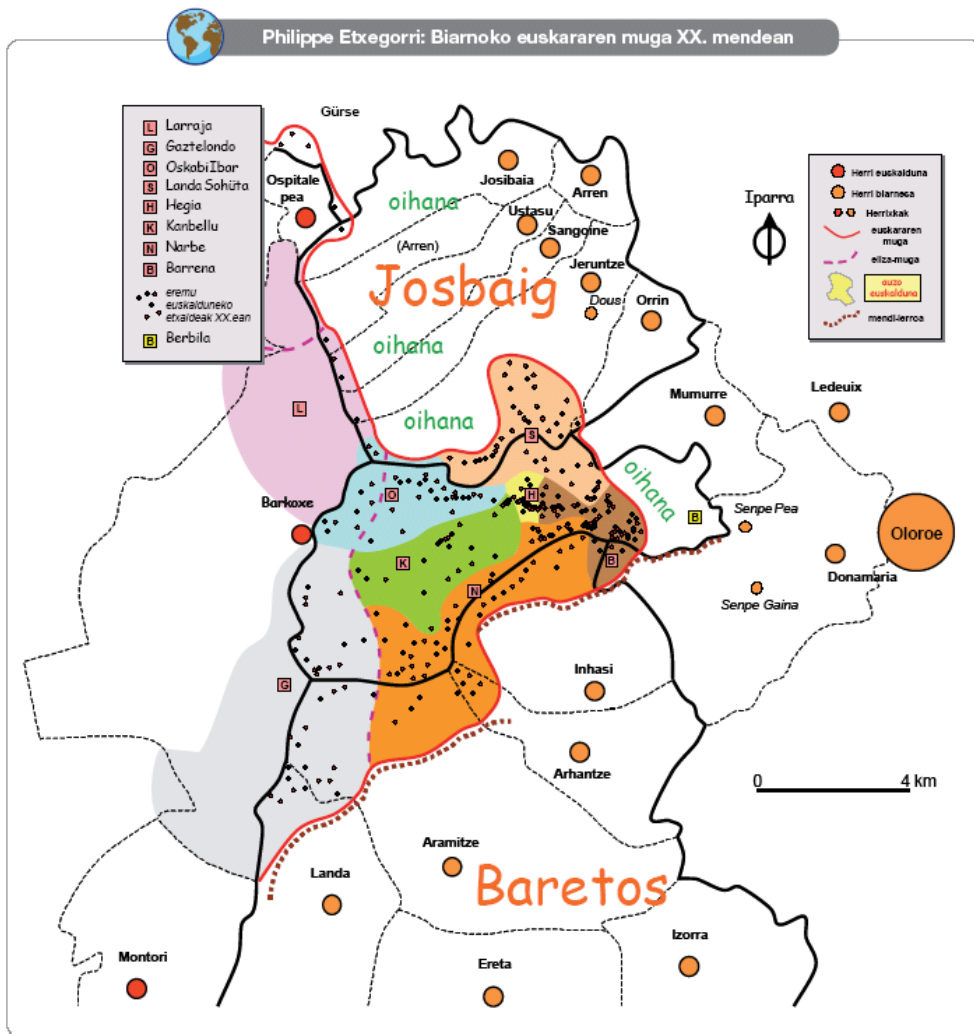 Philippe Etxegorri: Biarnoko euskararen muga XX. mendean
L Larraja
G Gaztelondo
O Oskabi Ibar
S Landa Sohüta
H Hegia
K Kanbellu
N Narbe
B Barrena
eremu
euskalduneko
etxaldeak XX.ean
B Berbila
Herri euskalduna
Herri biarnesa
Herrixkak
euskararen
muga
eliza-muga
auzo
euskalduna
mendi-lerroa
Iparra
Gürse
Ospitale
pea
Josibaia
Arren
oihana
Ustasu
Sangoine
(Arren)
Jeruntze
Josbaig
Dous
Orrin
oihana
Mumurre
Ledeuix
L
oihana
S
oihana
O
H
Barkoxe
B
Senpe Pea
Oloroe
K
B
Donamaria
N
Senpe Gaina
G
Inhasi
Arhantze
0 4 km
Aramitze
Landa
Baretos
Izorra
Montori
Ereta